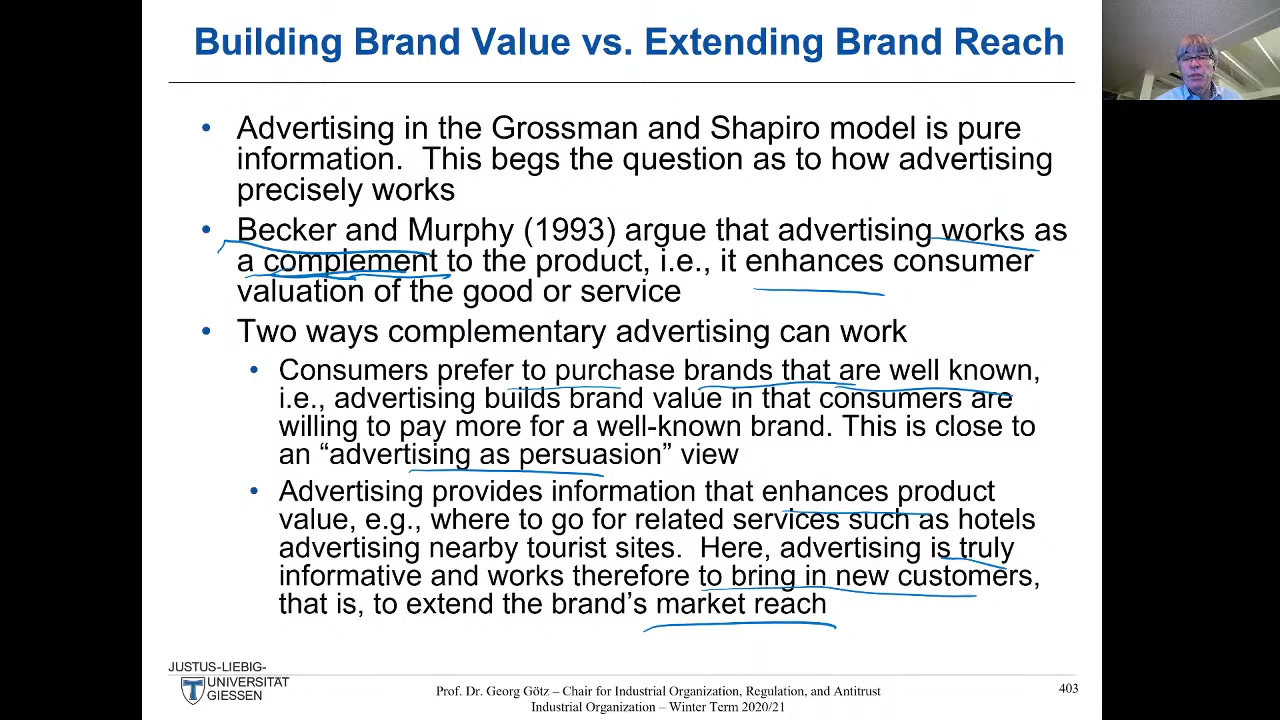 Building Brand Value vs. Extending Brand Reach
• Advertising in the Grossman and Shapiro model is pure
information. This begs the question as to how advertising
precisely works
• Becker and Murphy (1993) argue that advertising works as
a complement to the product, i.e., it enhances consumer
valuation of the good or service
• Two ways complementary advertising can work
• Consumers prefer to purchase brands that are well known,
i.e., advertising builds brand value in that consumers are
willing to pay more for a well-known brand. This is close to
an “advertising as persuasion” view
• Advertising provides information that enhances product
value, e.g., where to go for related services such as hotels
advertising nearby tourist sites. Here, advertising is truly
informative and works therefore to bring in new customers,
that is, to extend the brand’s market reach
JUSTUS-LIEBIG-
UNIVERSITÄT
GIESSEN
Prof. Dr. Georg Götz – Chair for Industrial Organization, Regulation, and Antitrust
Industrial Organization – Winter Term 2020/21
403